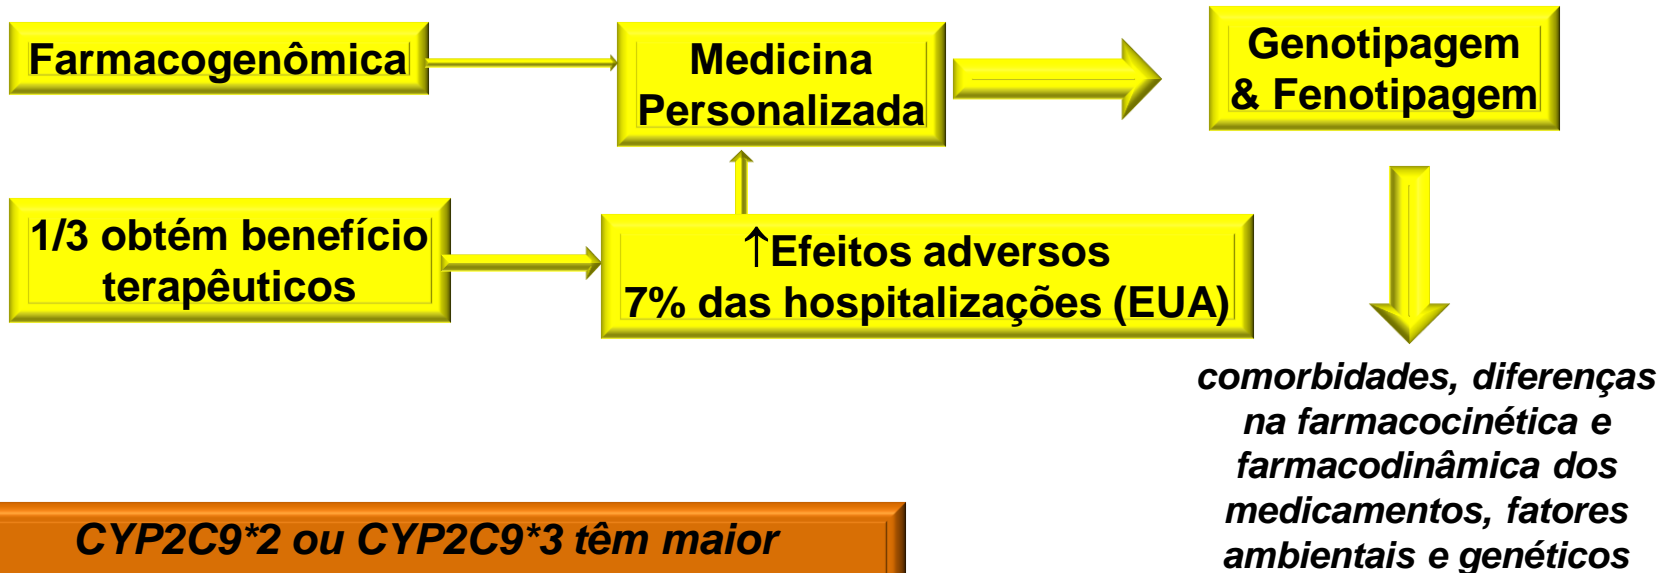 Farmacogenômica
Medicina
Personalizada
Genotipagem
& Fenotipagem
1/3 obtém benefício
terapêuticos
↑Efeitos adversos
7% das hospitalizações (EUA)
comorbidades, diferenças
na farmacocinética e
farmacodinâmica dos
medicamentos, fatores
ambientais e genéticos
CYP2C9*2 ou CYP2C9*3 têm maior